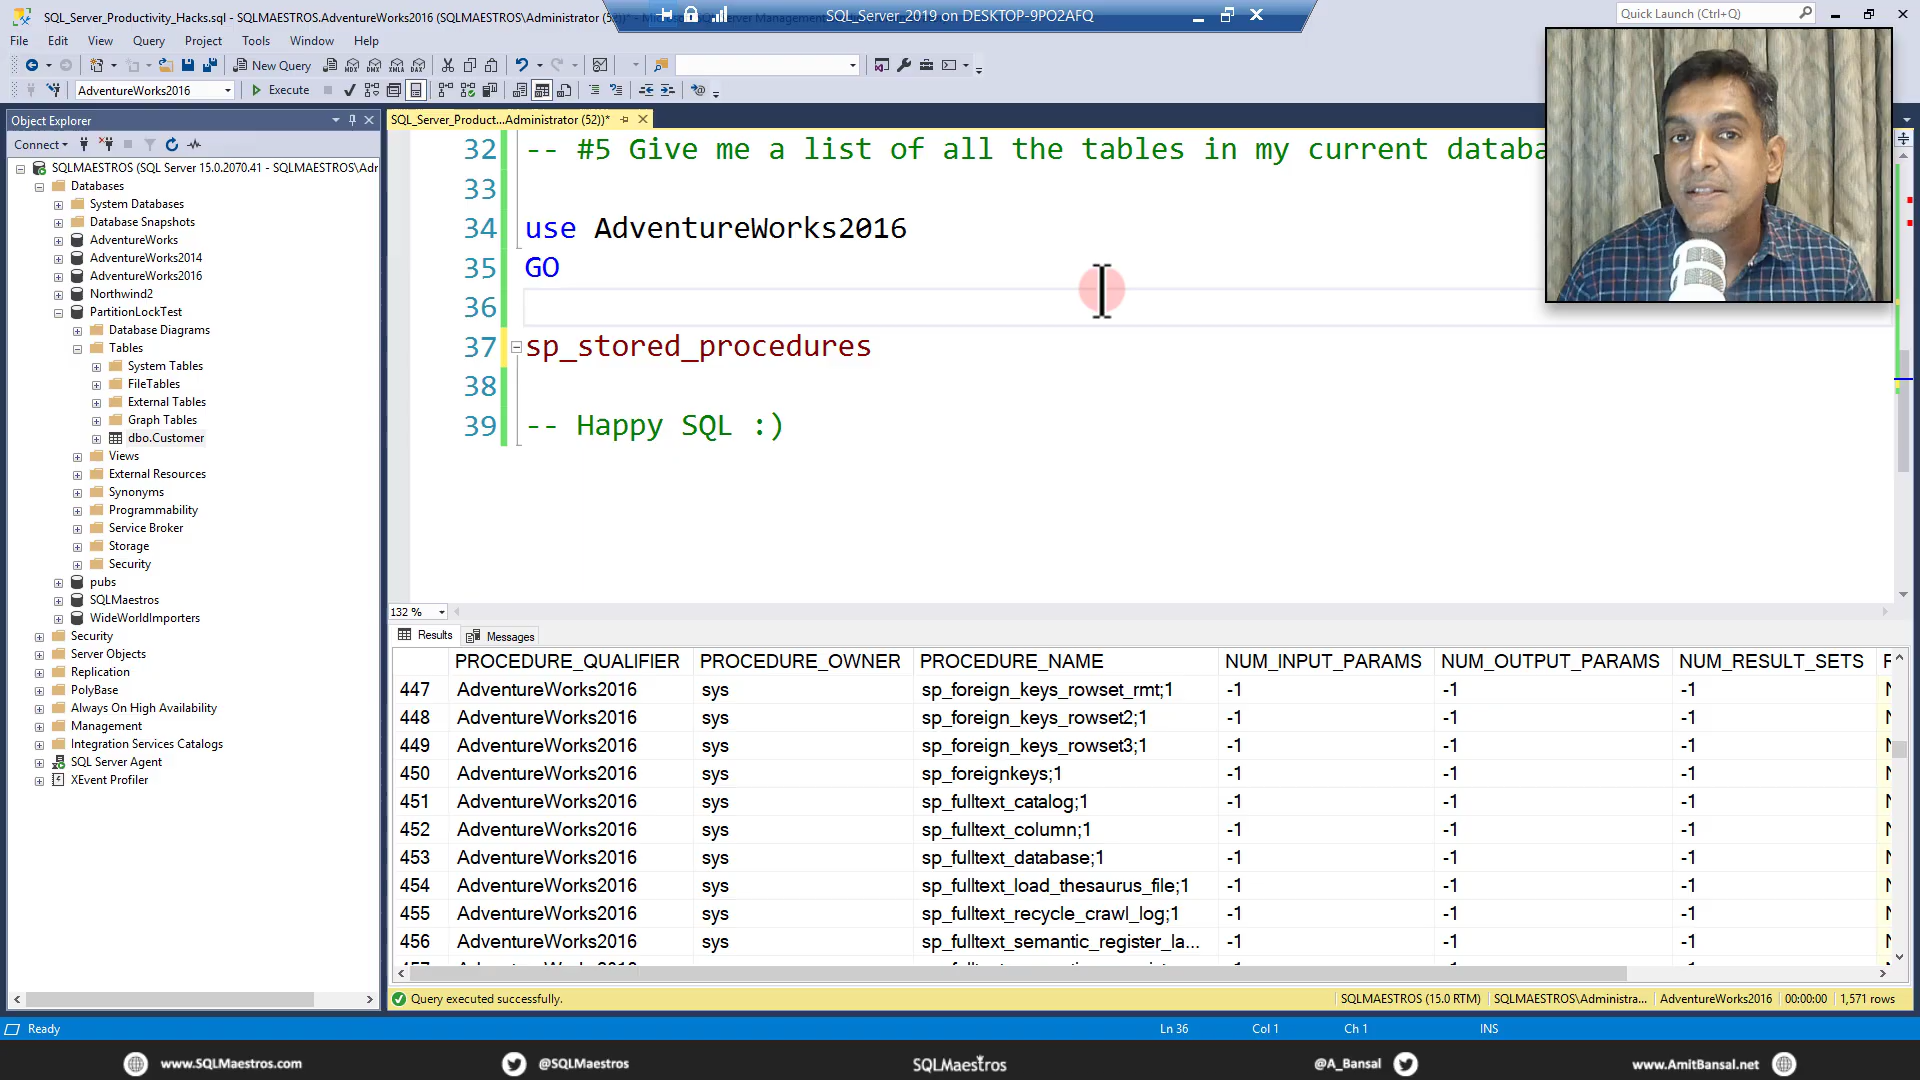 SQL_Server_Productivity_Hacks.sql - SQLMAESTROS.AdventureWorks2016 (SQLMAESTROS\Administrator (52))*
SQL_Server_2019 on DESKTOP-9PO2AFQ
Quick Launch (Ctrl+Q)
File Edit View Query Project Tools Window Help
New Query
AdventureWorks2016
Execute
Object Explorer
Connect
SQLMAESTROS (SQL Server 15.0.2070.41 - SQLMAESTROS\Adr
Databases
System Databases
Database Snapshots
AdventureWorks
AdventureWorks2014
AdventureWorks2016
Northwind2
PartitionLockTest
Database Diagrams
Tables
System Tables
FileTables
External Tables
Graph Tables
dbo.Customer
Views
External Resources
Synonyms
Programmability
Service Broker
Storage
Security
pubs
SQLMaestros
WideWorldImporters
Security
Server Objects
Replication
PolyBase
Always On High Availability
Management
Integration Services Catalogs
SQL Server Agent
XEvent Profiler
SQL_Server_Product...Administrator (52))*
32 -- #5 Give me a list of all the tables in my current databa
33
34 use AdventureWorks2016
35 GO
36
37 sp_stored_procedures
38
39 -- Happy SQL :)
132 %
Results Messages
PROCEDURE_QUALIFIER PROCEDURE_OWNER PROCEDURE_NAME NUM_INPUT_PARAMS NUM_OUTPUT_PARAMS NUM_RESULT_SETS
447 AdventureWorks2016 sys sp_foreign_keys_rowset_rmt;1 -1 -1 -1
448 AdventureWorks2016 sys sp_foreign_keys_rowset2;1 -1 -1 -1
449 AdventureWorks2016 sys sp_foreign_keys_rowset3;1 -1 -1 -1
450 AdventureWorks2016 sys sp_foreignkeys;1 -1 -1 -1
451 AdventureWorks2016 sys sp_fulltext_catalog;1 -1 -1 -1
452 AdventureWorks2016 sys sp_fulltext_column;1 -1 -1 -1
453 AdventureWorks2016 sys sp_fulltext_database;1 -1 -1 -1
454 AdventureWorks2016 sys sp_fulltext_load_thesaurus_file;1 -1 -1 -1
455 AdventureWorks2016 sys sp_fulltext_recycle_crawl_log;1 -1 -1 -1
456 AdventureWorks2016 sys sp_fulltext_semantic_register_la... -1 -1 -1
Query executed successfully.
SQLMAESTROS (15.0 RTM) SQLMAESTROS\Administra... AdventureWorks2016 00:00:00 1,571 rows
Ready Ln 36 Col 1 Ch 1 INS
www.SQLMaestros.com @SQLMaestros SQLMaestros @A_Bansal www.AmitBansal.net